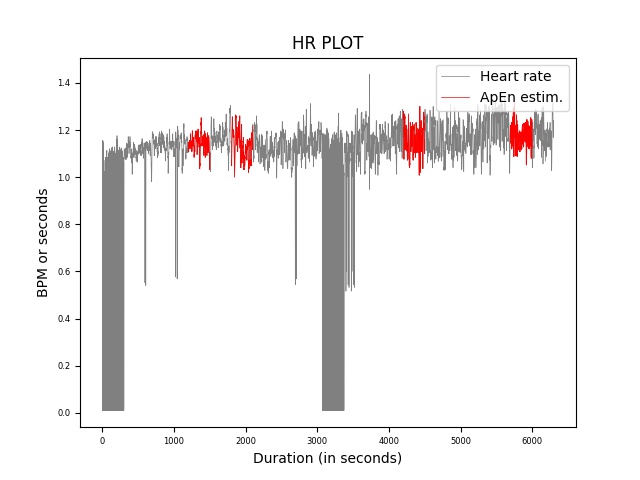 HR PLOT
Heart rate
ApEn estim.
BPM or seconds
1.4
1.2
1.0
0.8
0.6
0.4
0.2
0.0
0 1000 2000 3000 4000 5000 6000
Duration (in seconds)